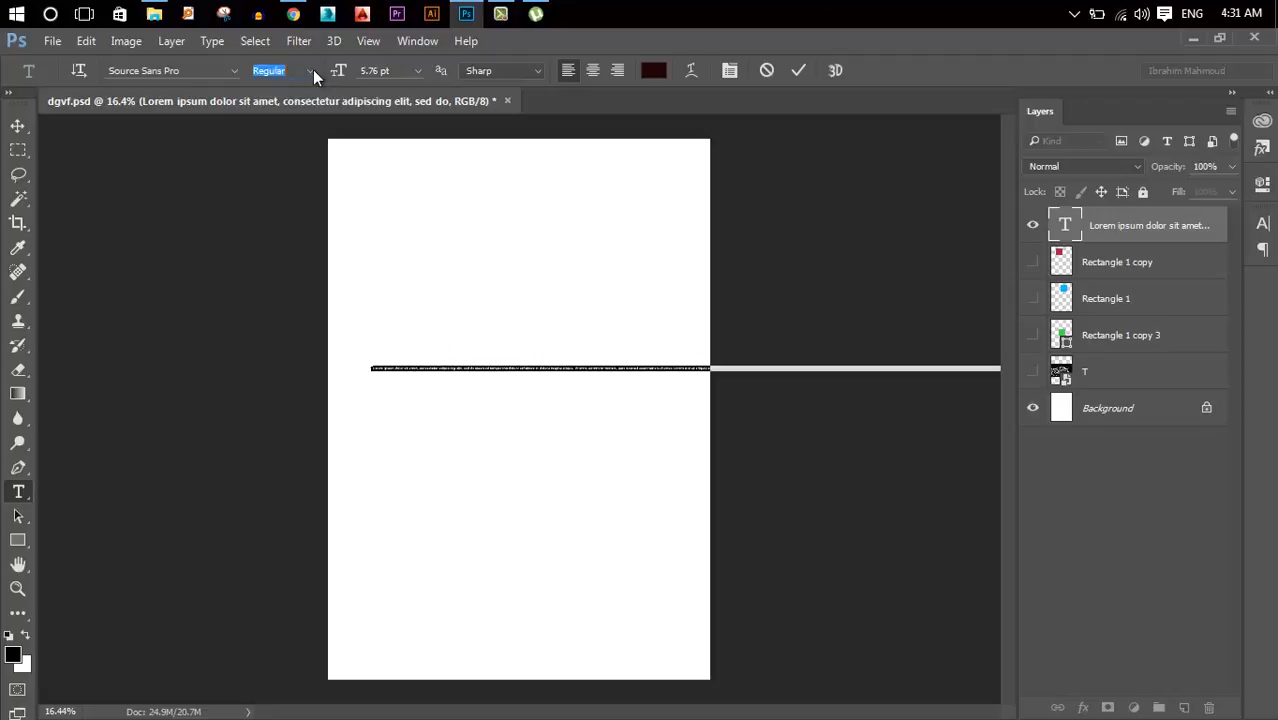 ENG
4:31 AM
Ps
File Edit Image Layer Type Select Filter 3D View Window Help
Source Sans Pro
Regular
5.76 pt
aa
Sharp
3D
Ibrahim Mahmoud
dgvf.psd @ 16.4% (Lorem ipsum dolor sit amet, consectetur adipiscing elit, sed do, RGB/8) *
Layers
Kind
Normal
Opacity: 100%
Lock:
Fill: 100%
Lorem ipsum dolor sit amet...
Rectangle 1 copy
Rectangle 1
Rectangle 1 copy 3
T
Background
16.44%
Doc: 24.9M/20.7M